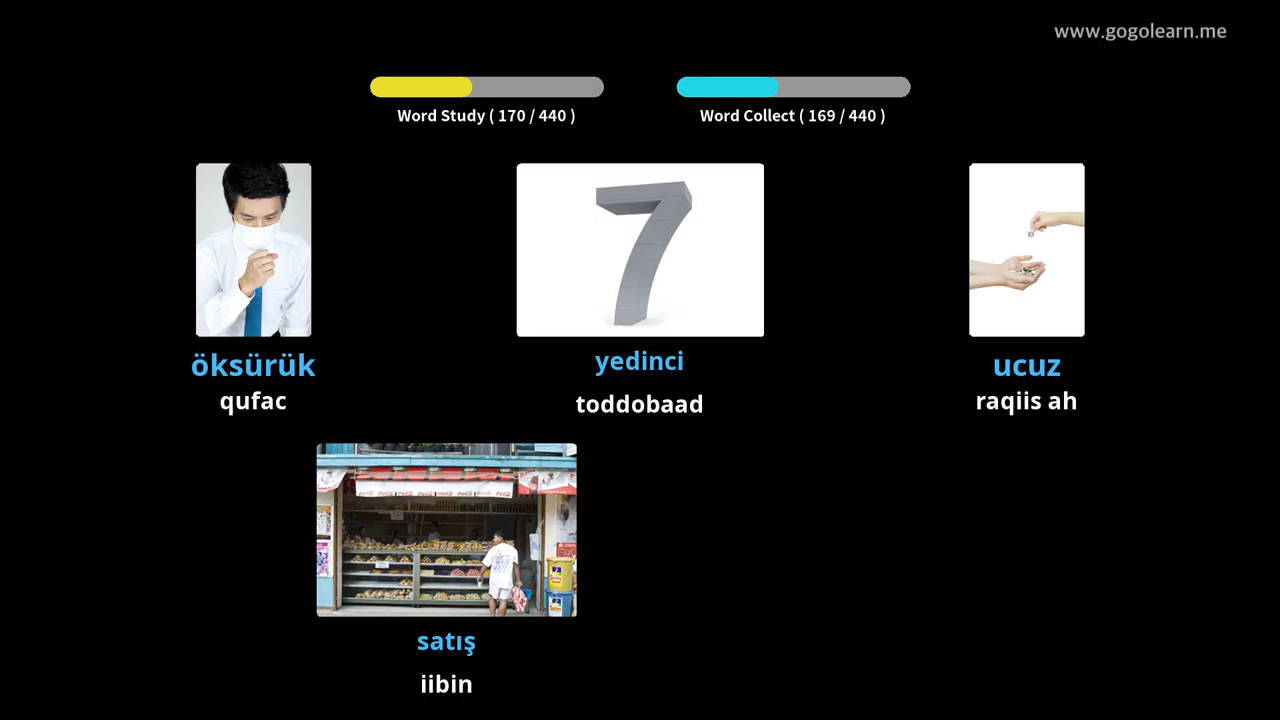 www.gogolearn.me
Word Study ( 170 / 440 )
Word Collect ( 169 / 440 )
öksürük
qufac
yedinci
toddobaad
ucuz
raqiis ah
satış
iibin